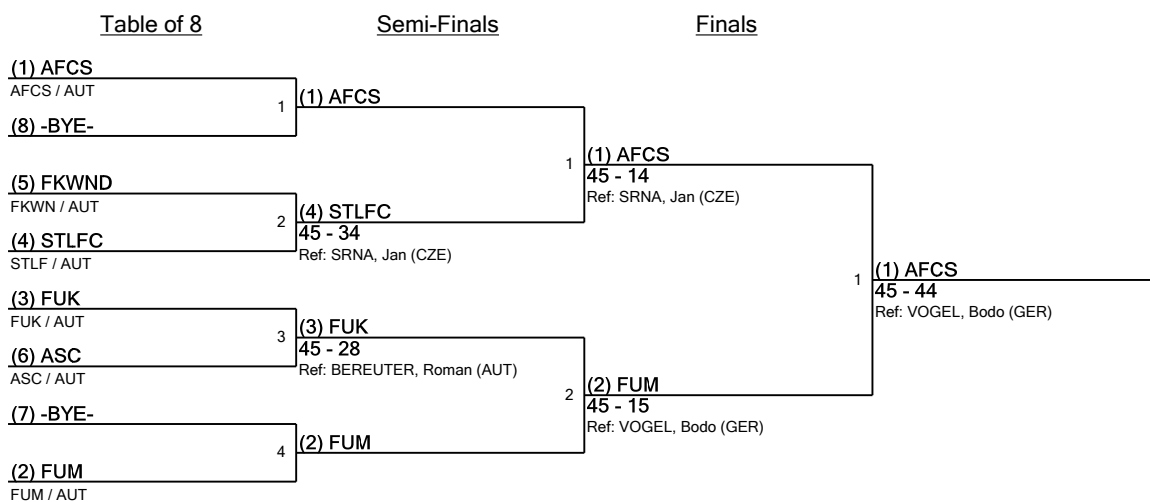 Table of 8
Semi-Finals
Finals
(1) AFCS
AFCS / AUT
1
(8) -BYE-
(5) FKWND
FKWN / AUT
2
(4) STLFC
STLF / AUT
(3) FUK
FUK / AUT
3
(6) ASC
ASC / AUT
(7) -BYE-
4
(2) FUM
FUM / AUT
(1) AFCS
1
(4) STLFC
45 - 34
Ref: SRNA, Jan (CZE)
(3) FUK
45 - 28
Ref: BEREUTER, Roman (AUT)
2
(2) FUM
(1) AFCS
45 - 14
Ref: SRNA, Jan (CZE)
1
(2) FUM
45 - 15
Ref: VOGEL, Bodo (GER)
(1) AFCS
45 - 44
Ref: VOGEL, Bodo (GER)